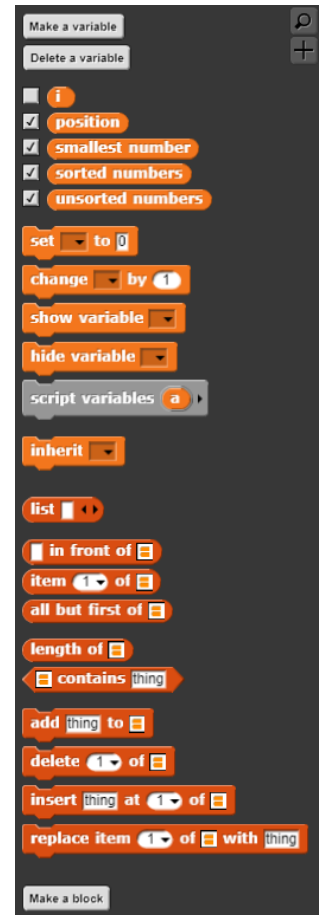 Make a variable
Delete a variable
i
position
smallest number
sorted numbers
unsorted numbers
set to 0
change by 1
show variable
hide variable
script variables a
inherit
list
in front of
item 1 of
all but first of
length of
contains thing
add thing to
delete 1 of
insert thing at 1 of
replace item 1 of with thing
Make a block